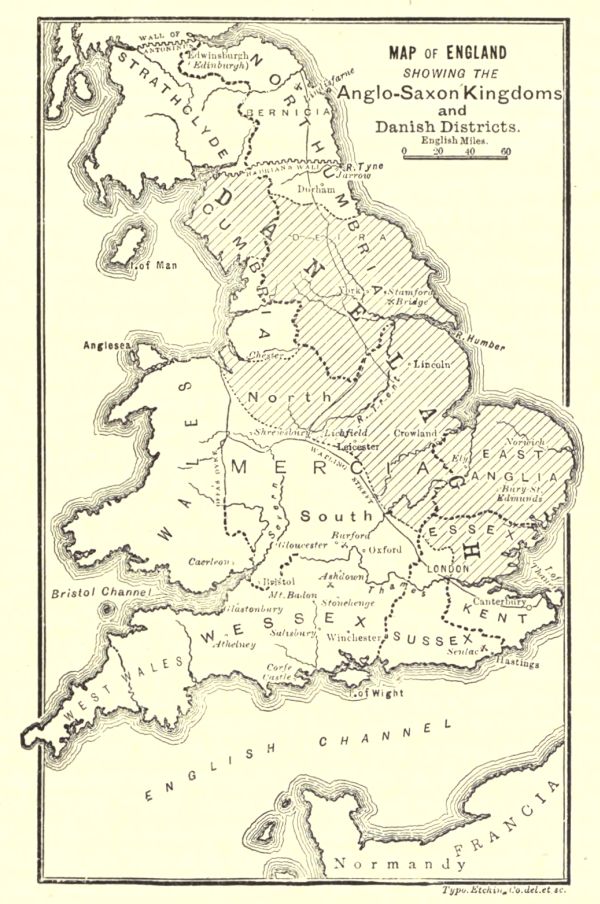 MAP OF ENGLAND
SHOWING THE
Anglo-Saxon Kingdoms
and
Danish Districts.
English Miles.
0 20 40 60
WALL OF
ANTONINUS
Edwinsburgh
(Edinburgh)
STRATHCLYDE
NORTHUMBRIA
Lindisfarne
BERNICIA
HADRIANS WALL
R. Tyne
Jarrow
Durham
CUMBRIA
DANELAGH
DEIRA
I. of Man
York
Stamford
Bridge
R. Humber
Anglesea
Chester
Lincoln
North
R. Trent
WALES
Shrewsburg
Lichfield
Leicester
Crowland
Norwich
Ely
EAST
ANGLIA
Bury St.
Edmunds
MERCIA
OFFAS DYKE
WATLING STREET
Severn
South
ESSEX
Gloucester
Burford
Oxford
Caerleon
LONDON
I. of
Thanet
Bristol Channel
Bristol
Ashdown
Thames
Mt. Badon
Canterbury
KENT
Glastonbury
Stonehenge
WESSEX
Athelney
Salisbury
Winchester
SUSSEX
Senlac
Hastings
WEST WALES
Corfe
Castle
I. of Wight
ENGLISH CHANNEL
FRANCIA
Normandy
Typo. Etching Co. del. et sc.